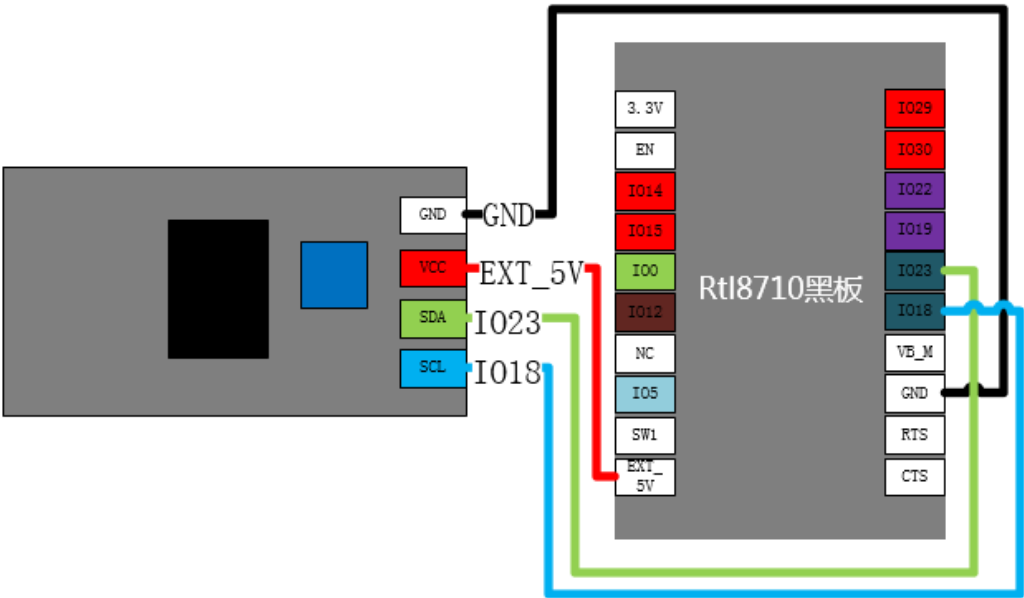 GND
VCC
SDA
SCL
GND
EXT_5V
IO23
IO18
3.3V
EN
IO14
IO15
IO0
IO12
NC
IO5
SW1
EXT_
5V
Rtl8710黑板
IO29
IO30
IO22
IO19
IO23
IO18
VB_M
GND
RTS
CTS